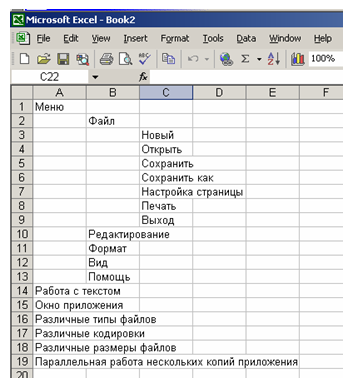 Microsoft Excel - Book2
File Edit View Insert Format Tools Data Window Help
Σ 100%
C22 fx
A B C D E F
1 Меню
2 Файл
3 Новый
4 Открыть
5 Сохранить
6 Сохранить как
7 Настройка страницы
8 Печать
9 Выход
10 Редактирование
11 Формат
12 Вид
13 Помощь
14 Работа с текстом
15 Окно приложения
16 Различные типы файлов
17 Различные кодировки
18 Различные размеры файлов
19 Параллельная работа нескольких копий приложения
20